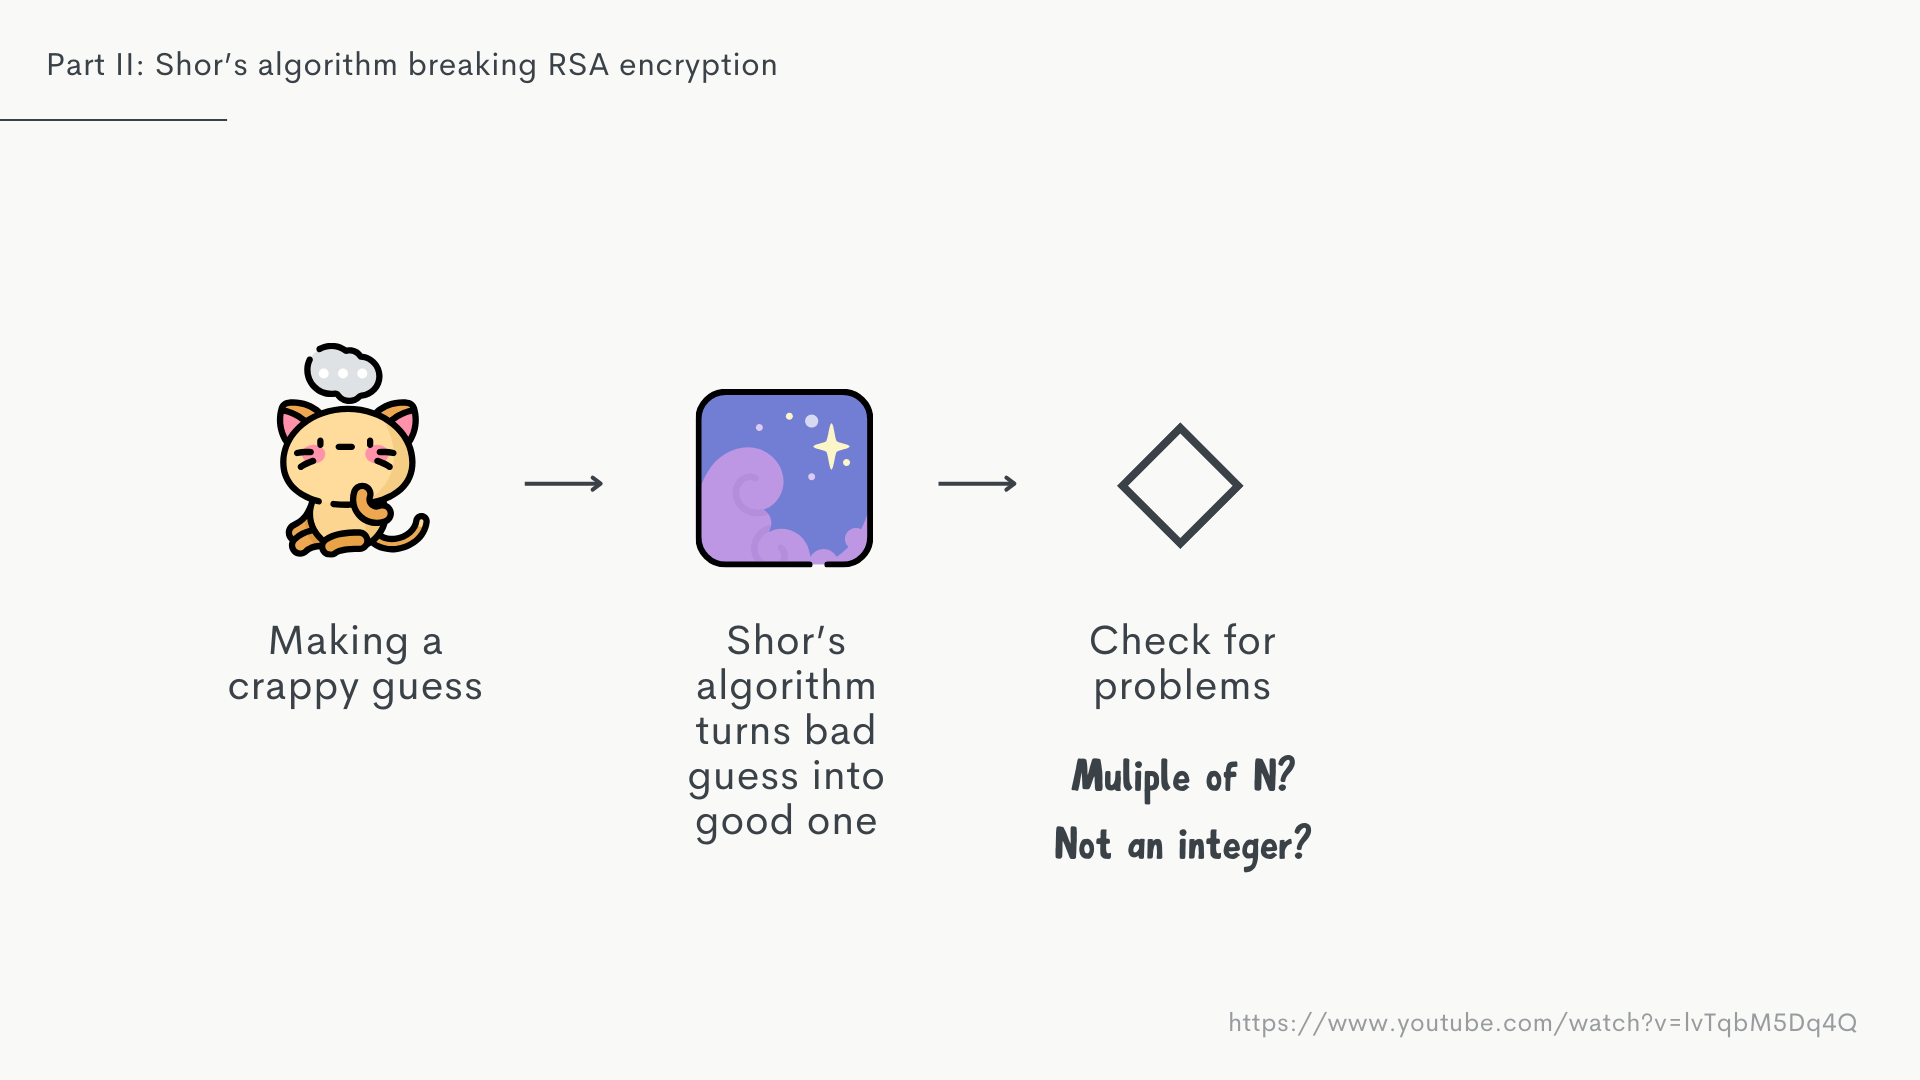 Part II: Shor’s algorithm breaking RSA encryption
Making a
crappy guess
Shor’s
algorithm
turns bad
guess into
good one
Check for
problems
Muliple of N?
Not an integer?
https://www.youtube.com/watch?v=lvTqbM5Dq4Q